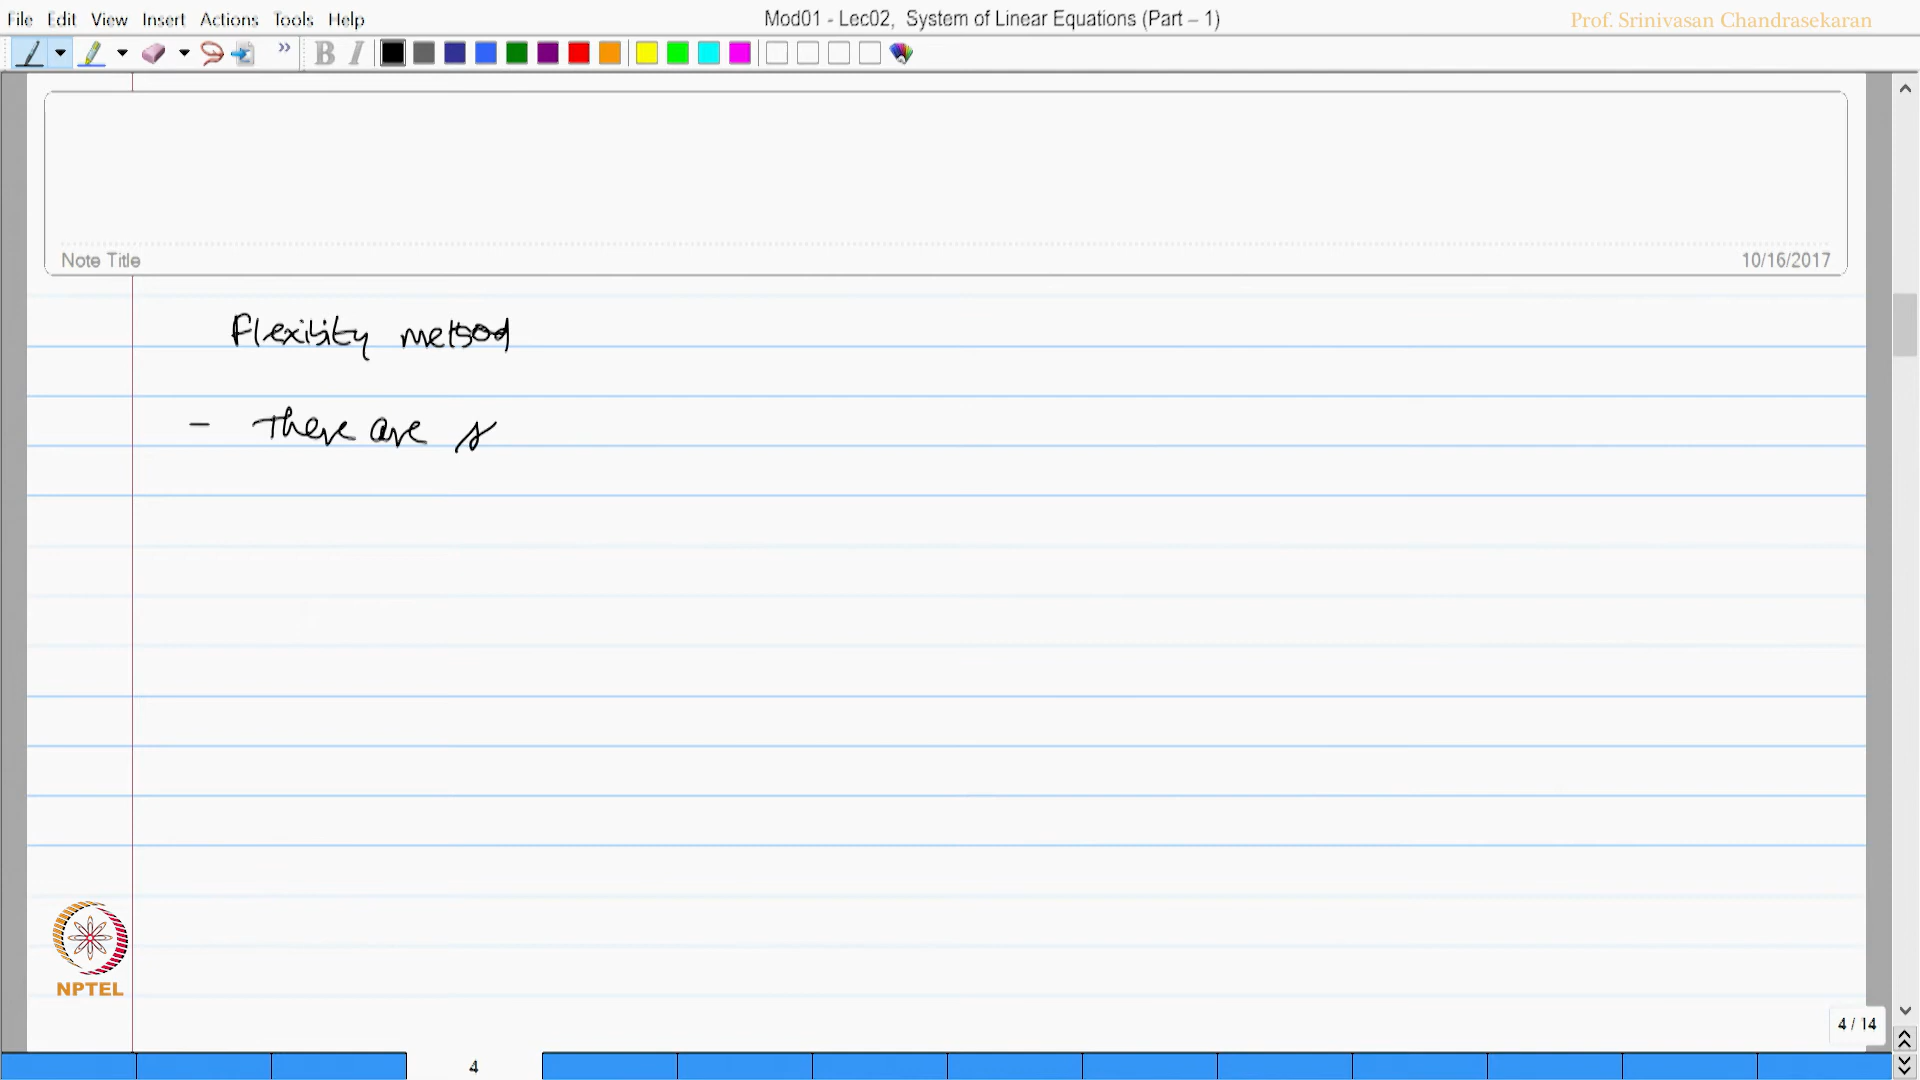 File Edit View Insert Actions Tools Help
Mod01 - Lec02, System of Linear Equations (Part – 1)
Prof. Srinivasan Chandrasekaran
B I
Note Title
10/16/2017
Flexibility method
- There are s
NPTEL
4 / 14
4